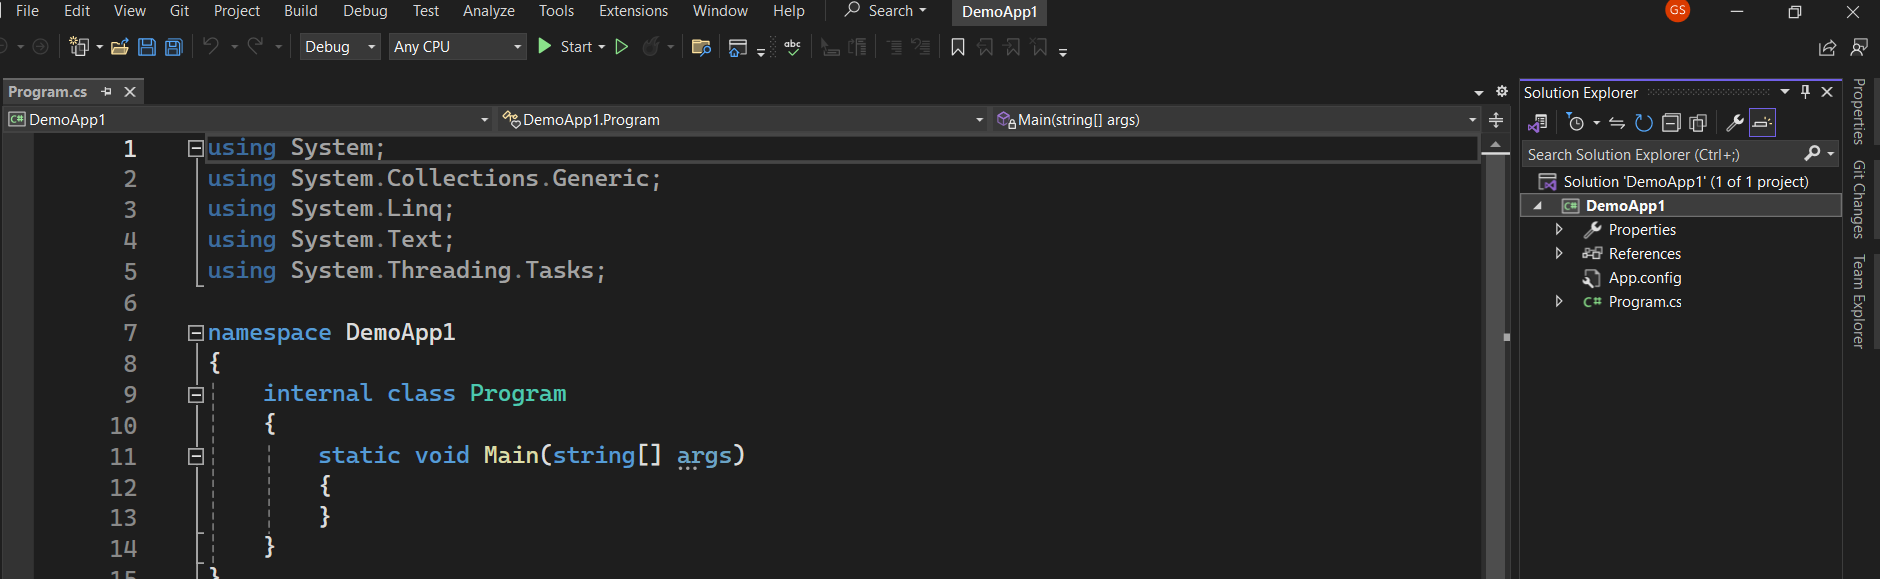 File Edit View Git Project Build Debug Test Analyze Tools Extensions Window Help Search DemoApp1 GS
Debug Any CPU Start abc
Program.cs
C# DemoApp1 DemoApp1.Program Main(string[] args)
1 using System;
2 using System.Collections.Generic;
3 using System.Linq;
4 using System.Text;
5 using System.Threading.Tasks;
6
7 namespace DemoApp1
8 {
9 internal class Program
10 {
11 static void Main(string[] args)
12 {
13 }
14 }
15 }
Solution Explorer
Search Solution Explorer (Ctrl+;)
Solution 'DemoApp1' (1 of 1 project)
C# DemoApp1
Properties
References
App.config
C# Program.cs
Properties
Git Changes
Team Explorer